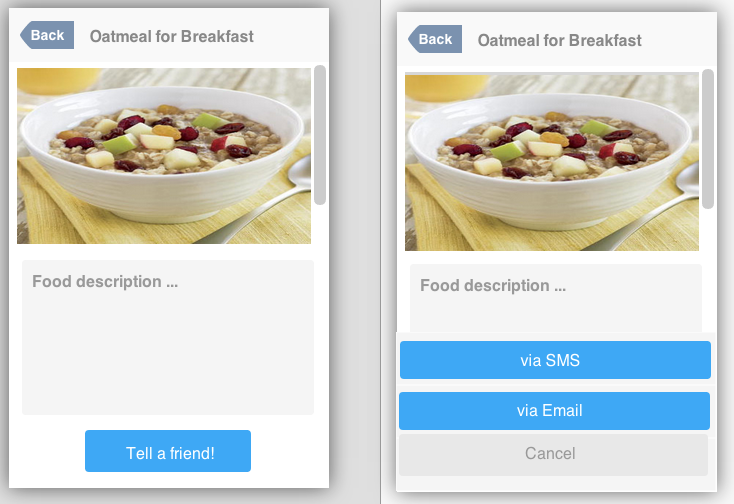 Back
Oatmeal for Breakfast
Food description ...
Tell a friend!
Back
Oatmeal for Breakfast
Food description ...
via SMS
via Email
Cancel